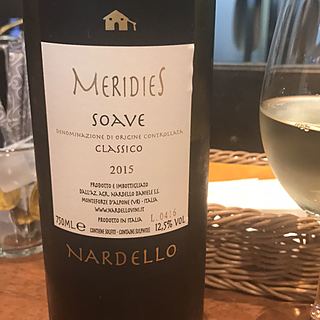 MERIDIES
SOAVE
DENOMINAZIONE DI ORIGINE CONTROLLATA
CLASSICO
2015
PRODOTTO E IMBOTTIGLIATO
DALL'AZ. AGR. NARDELLO DANIELE S.S.
MONTEFORTE D'ALPONE (VR) - ITALIA
WWW.NARDELLOVINI.IT
PRODOTTO IN ITALIA L.0416
750ML.e CONTIENE SOLFITI - CONTAINS SULPHITES 12,5% VOL
NARDELLO